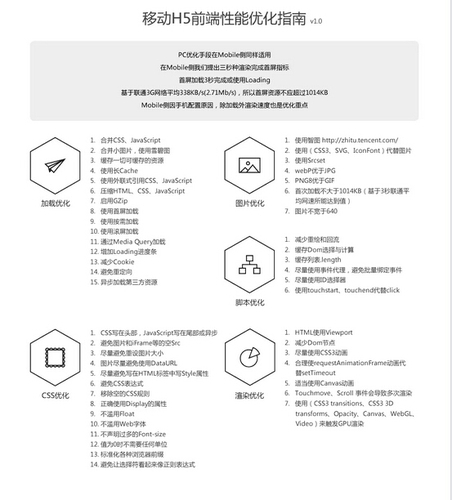 移动H5前端性能优化指南 v1.0
PC优化手段在Mobile侧同样适用
在Mobile侧我们提出三秒种渲染完成首屏指标
首屏加载3秒完成或使用Loading
基于联通3G网络平均338KB/s(2.71Mb/s)，所以首屏资源不应超过1014KB
Mobile侧因手机配置原因，除加载外渲染速度也是优化重点
加载优化
1. 合并CSS、JavaScript
2. 合并小图片，使用雪碧图
3. 缓存一切可缓存的资源
4. 使用长Cache
5. 使用外联式引用CSS、JavaScript
6. 压缩HTML、CSS、JavaScript
7. 启用GZip
8. 使用首屏加载
9. 使用按需加载
10. 使用滚屏加载
11. 通过Media Query加载
12. 增加Loading进度条
13. 减少Cookie
14. 避免重定向
15. 异步加载第三方资源
图片优化
1. 使用智图 http://zhitu.tencent.com/
2. 使用（CSS3、SVG、IconFont）代替图片
3. 使用Srcset
4. webP优于JPG
5. PNG8优于GIF
6. 首次加载不大于1014KB（基于3秒联通平
均网速所能达到值）
7. 图片不宽于640
脚本优化
1. 减少重绘和回流
2. 缓存Dom选择与计算
3. 缓存列表.length
4. 尽量使用事件代理，避免批量绑定事件
5. 尽量使用ID选择器
6. 使用touchstart、touchend代替click
CSS优化
1. CSS写在头部，JavaScript写在尾部或异步
2. 避免图片和iFrame等的空Src
3. 尽量避免重设图片大小
4. 图片尽量避免使用DataURL
5. 尽量避免写在HTML标签中写Style属性
6. 避免CSS表达式
7. 移除空的CSS规则
8. 正确使用Display的属性
9. 不滥用Float
10. 不滥用Web字体
11. 不声明过多的Font-size
12. 值为0时不需要任何单位
13. 标准化各种浏览器前缀
14. 避免让选择符看起来像正则表达式
渲染优化
1. HTML使用Viewport
2. 减少Dom节点
3. 尽量使用CSS3动画
4. 合理使requestAnimationFrame动画代
替setTimeout
5. 适当使用Canvas动画
6. Touchmove、Scroll 事件会导致多次渲染
7. 使用（CSS3 transitions、CSS3 3D
transforms、Opacity、Canvas、WebGL、
Video）来触发GPU渲染